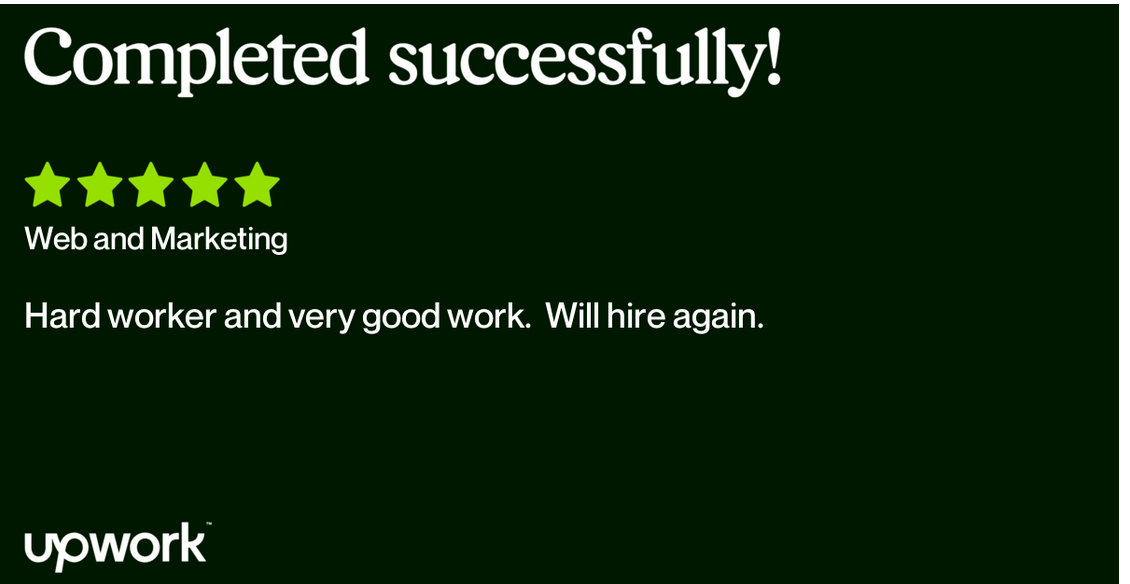 Completed successfully!
Web and Marketing
Hard worker and very good work.  Will hire again.
upwork™